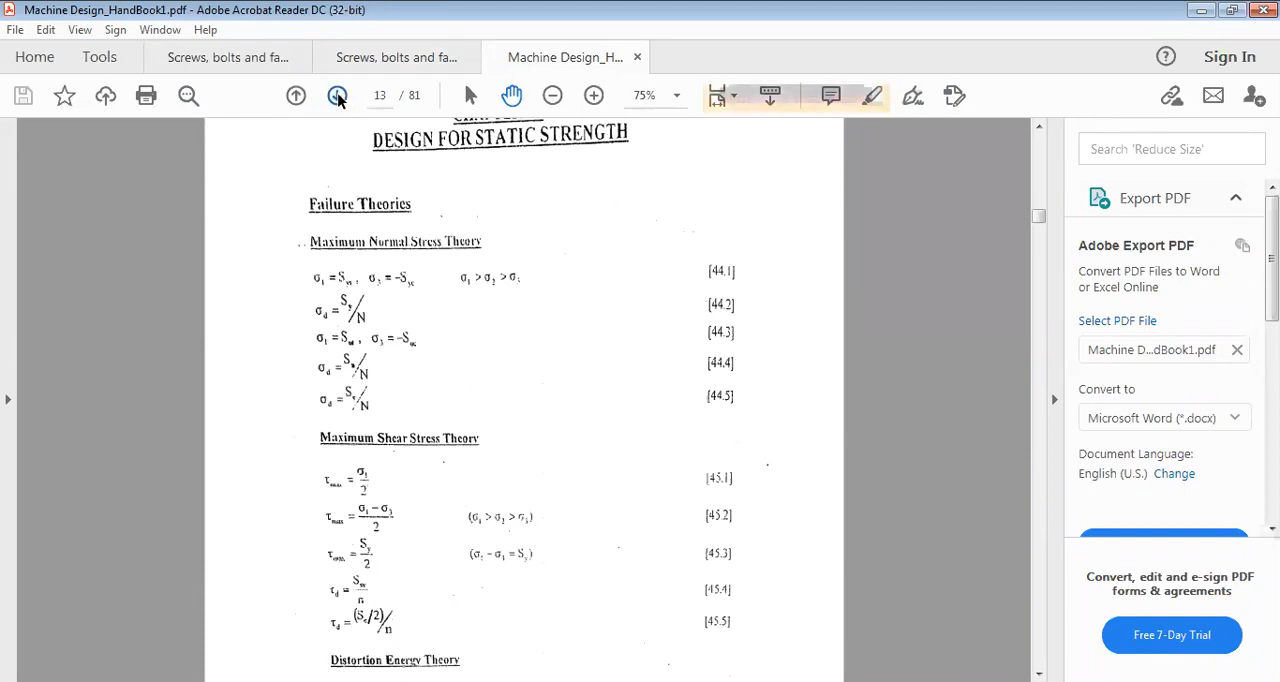 Machine Design_HandBook1.pdf - Adobe Acrobat Reader DC (32-bit)
File Edit View Sign Window Help
Home Tools Screws, bolts and fa... Screws, bolts and fa... Machine Design_H... Sign In
13 / 81 75%
DESIGN FOR STATIC STRENGTH
Failure Theories
Maximum Normal Stress Theory
[44.1]
[44.2]
[44.3]
[44.4]
[44.5]
Maximum Shear Stress Theory
[45.1]
[45.2]
[45.3]
[45.4]
[45.5]
Distortion Energy Theory
Search 'Reduce Size'
Export PDF
Adobe Export PDF
Convert PDF Files to Word
or Excel Online
Select PDF File
Machine D...dBook1.pdf
Convert to
Microsoft Word (*.docx)
Document Language:
English (U.S.) Change
Convert, edit and e-sign PDF
forms & agreements
Free 7-Day Trial